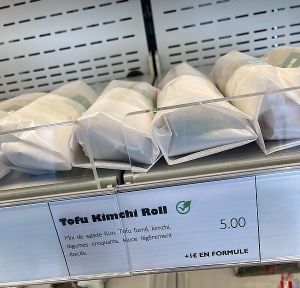 Tofu Kimchi Roll
Mix de salade Kiri, Tofu fumé, kimchi,
légumes croquants, sauce légèrement
épicée
5.00
+1€ EN FORMULE